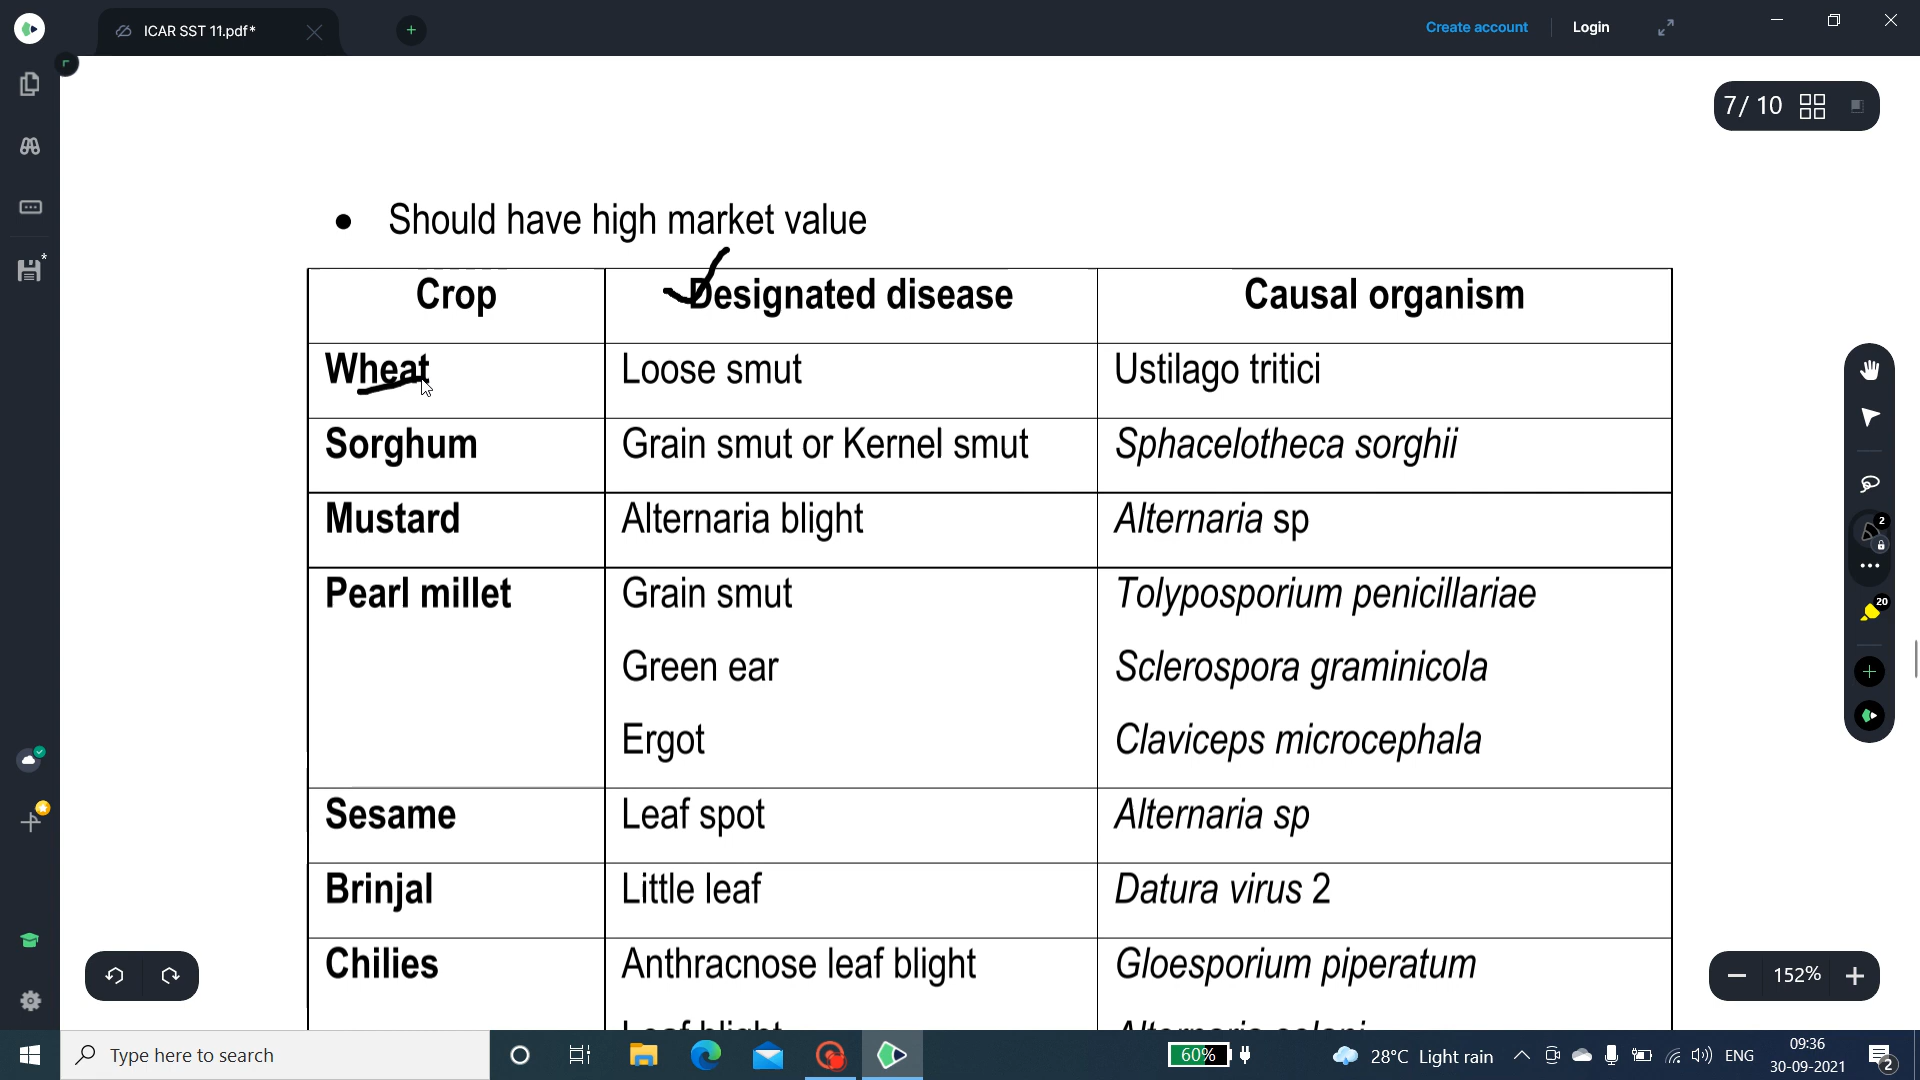 ICAR SST 11.pdf*
Create account
Login
7/ 10
• Should have high market value
Crop Designated disease Causal organism
Wheat Loose smut Ustilago tritici
Sorghum Grain smut or Kernel smut Sphacelotheca sorghii
Mustard Alternaria blight Alternaria sp
Pearl millet Grain smut Tolyposporium penicillariae
Green ear Sclerospora graminicola
Ergot Claviceps microcephala
Sesame Leaf spot Alternaria sp
Brinjal Little leaf Datura virus 2
Chilies Anthracnose leaf blight Gloesporium piperatum
2
20
152%
Type here to search
60%
28°C Light rain
ENG
09:36
30-09-2021
2